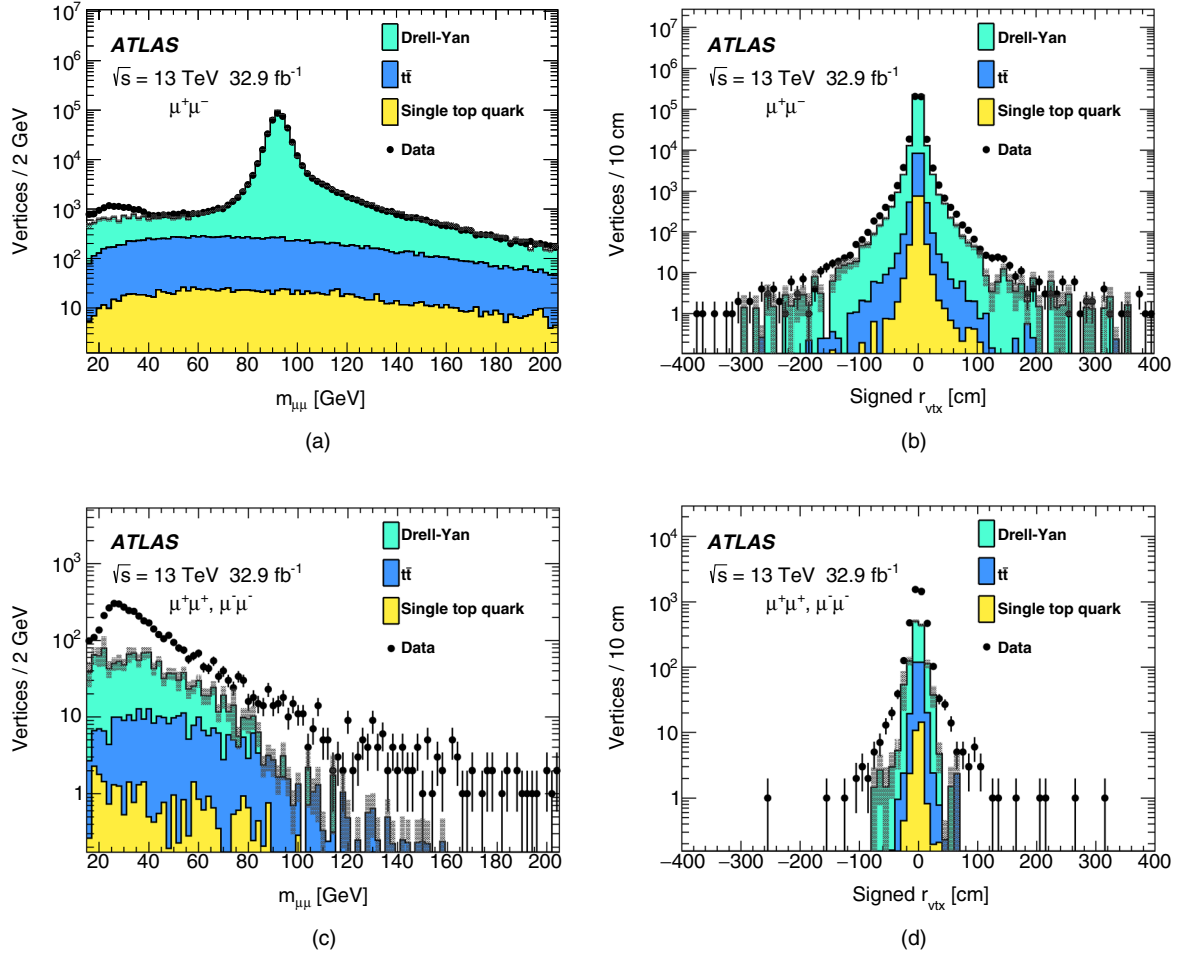 ATLAS
√s = 13 TeV 32.9 fb⁻¹
μ⁺μ⁻
Drell-Yan
tt̄
Single top quark
Data
Vertices / 2 GeV
10⁷
10⁶
10⁵
10⁴
10³
10²
10
20 40 60 80 100 120 140 160 180 200
m_μμ [GeV]
(a)
ATLAS
√s = 13 TeV 32.9 fb⁻¹
μ⁺μ⁻
Drell-Yan
tt̄
Single top quark
Data
Vertices / 10 cm
10⁷
10⁶
10⁵
10⁴
10³
10²
10
1
−400 −300 −200 −100 0 100 200 300 400
Signed r_vtx [cm]
(b)
ATLAS
√s = 13 TeV 32.9 fb⁻¹
μ⁺μ⁺, μ⁻μ⁻
Drell-Yan
tt̄
Single top quark
Data
Vertices / 2 GeV
10³
10²
10
1
20 40 60 80 100 120 140 160 180 200
m_μμ [GeV]
(c)
ATLAS
√s = 13 TeV 32.9 fb⁻¹
μ⁺μ⁺, μ⁻μ⁻
Drell-Yan
tt̄
Single top quark
Data
Vertices / 10 cm
10⁴
10³
10²
10
1
−400 −300 −200 −100 0 100 200 300 400
Signed r_vtx [cm]
(d)